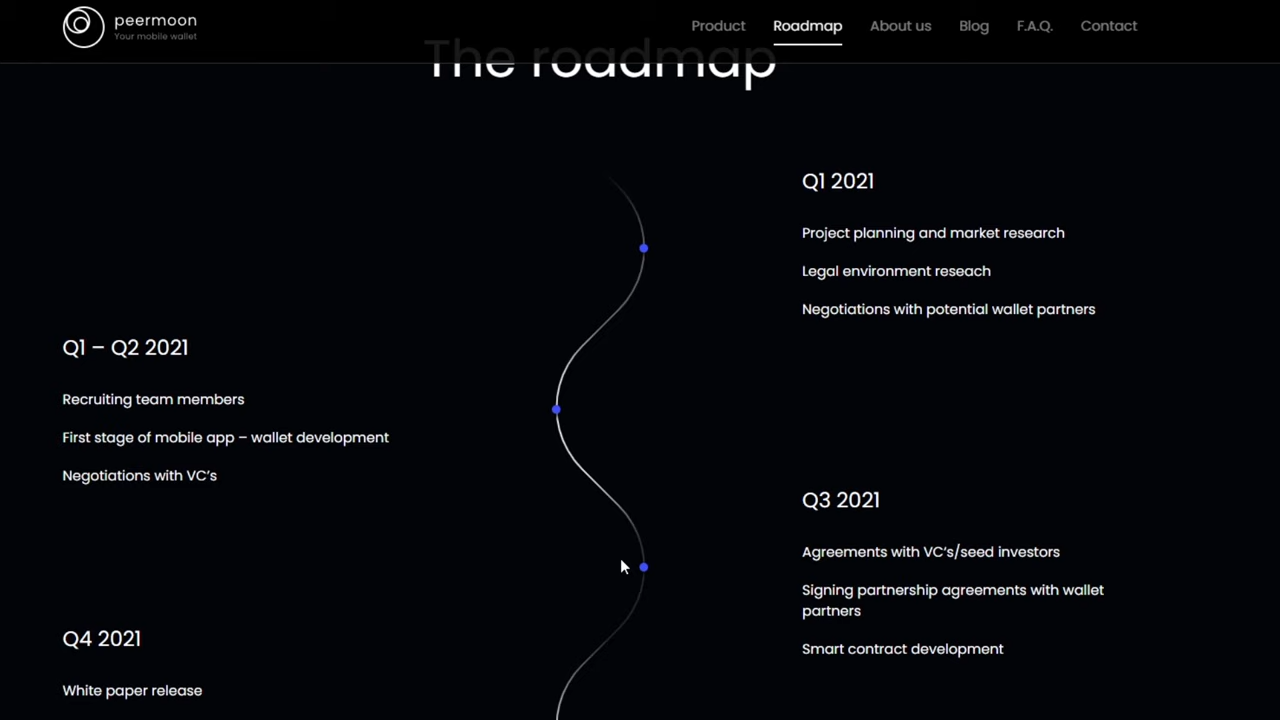 peermoon
Your mobile wallet
Product
Roadmap
About us
Blog
F.A.Q.
Contact
The roadmap
Q1 2021
Project planning and market research
Legal environment reseach
Negotiations with potential wallet partners
Q1 – Q2 2021
Recruiting team members
First stage of mobile app – wallet development
Negotiations with VC's
Q3 2021
Agreements with VC's/seed investors
Signing partnership agreements with wallet
partners
Smart contract development
Q4 2021
White paper release